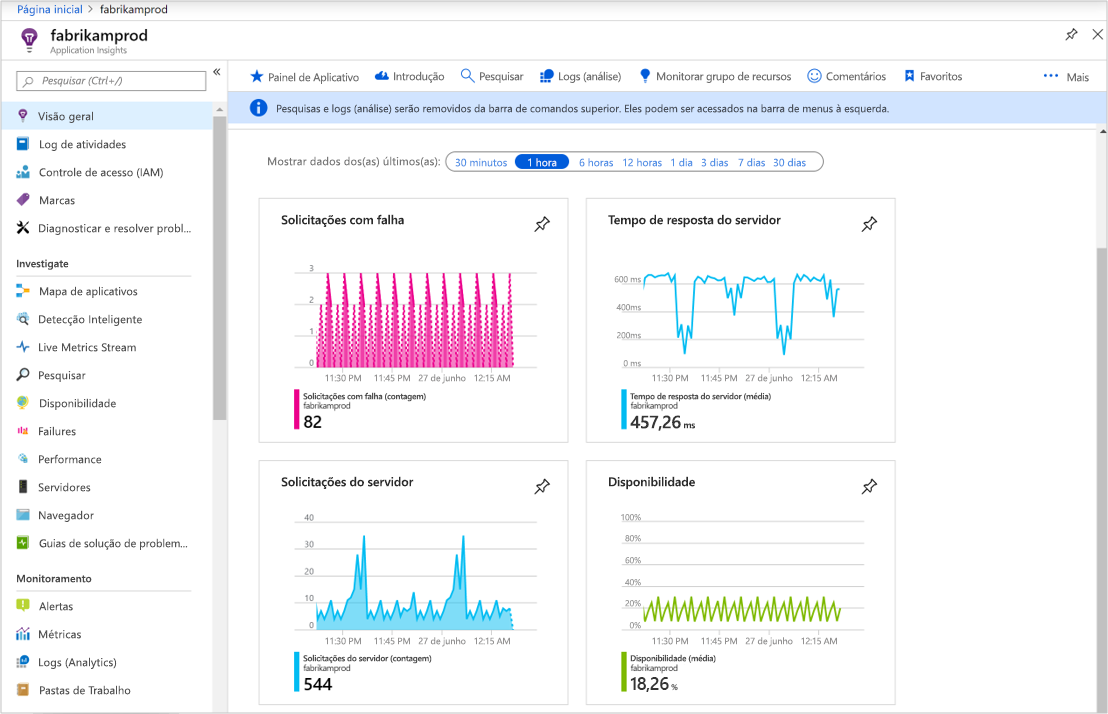 Página inicial > fabrikamprod
fabrikamprod
Application Insights
Pesquisar (Ctrl+/)
«
Visão geral
Log de atividades
Controle de acesso (IAM)
Marcas
Diagnosticar e resolver probl...
Investigate
Mapa de aplicativos
Detecção Inteligente
Live Metrics Stream
Pesquisar
Disponibilidade
Failures
Performance
Servidores
Navegador
Guias de solução de problem...
Monitoramento
Alertas
Métricas
Logs (Analytics)
Pastas de Trabalho
Painel de Aplicativo Introdução Pesquisar Logs (análise) Monitorar grupo de recursos Comentários Favoritos ... Mais
Pesquisas e logs (análise) serão removidos da barra de comandos superior. Eles podem ser acessados na barra de menus à esquerda.
Mostrar dados dos(as) últimos(as): 30 minutos 1 hora 6 horas 12 horas 1 dia 3 dias 7 dias 30 dias
Solicitações com falha
3
2
1
0
11:30 PM 11:45 PM 27 de junho 12:15 AM
Solicitações com falha (contagem)
fabrikamprod
82
Tempo de resposta do servidor
600 ms
400ms
200ms
0 ms
11:30 PM 11:45 PM 27 de junho 12:15 AM
Tempo de resposta do servidor (média)
fabrikamprod
457,26 ms
Solicitações do servidor
40
30
20
10
0
11:30 PM 11:45 PM 27 de junho 12:15 AM
Solicitações do servidor (contagem)
fabrikamprod
544
Disponibilidade
100%
80%
60%
40%
20%
0%
11:30 PM 11:45 PM 27 de junho 12:15 AM
Disponibilidade (média)
fabrikamprod
18,26 %